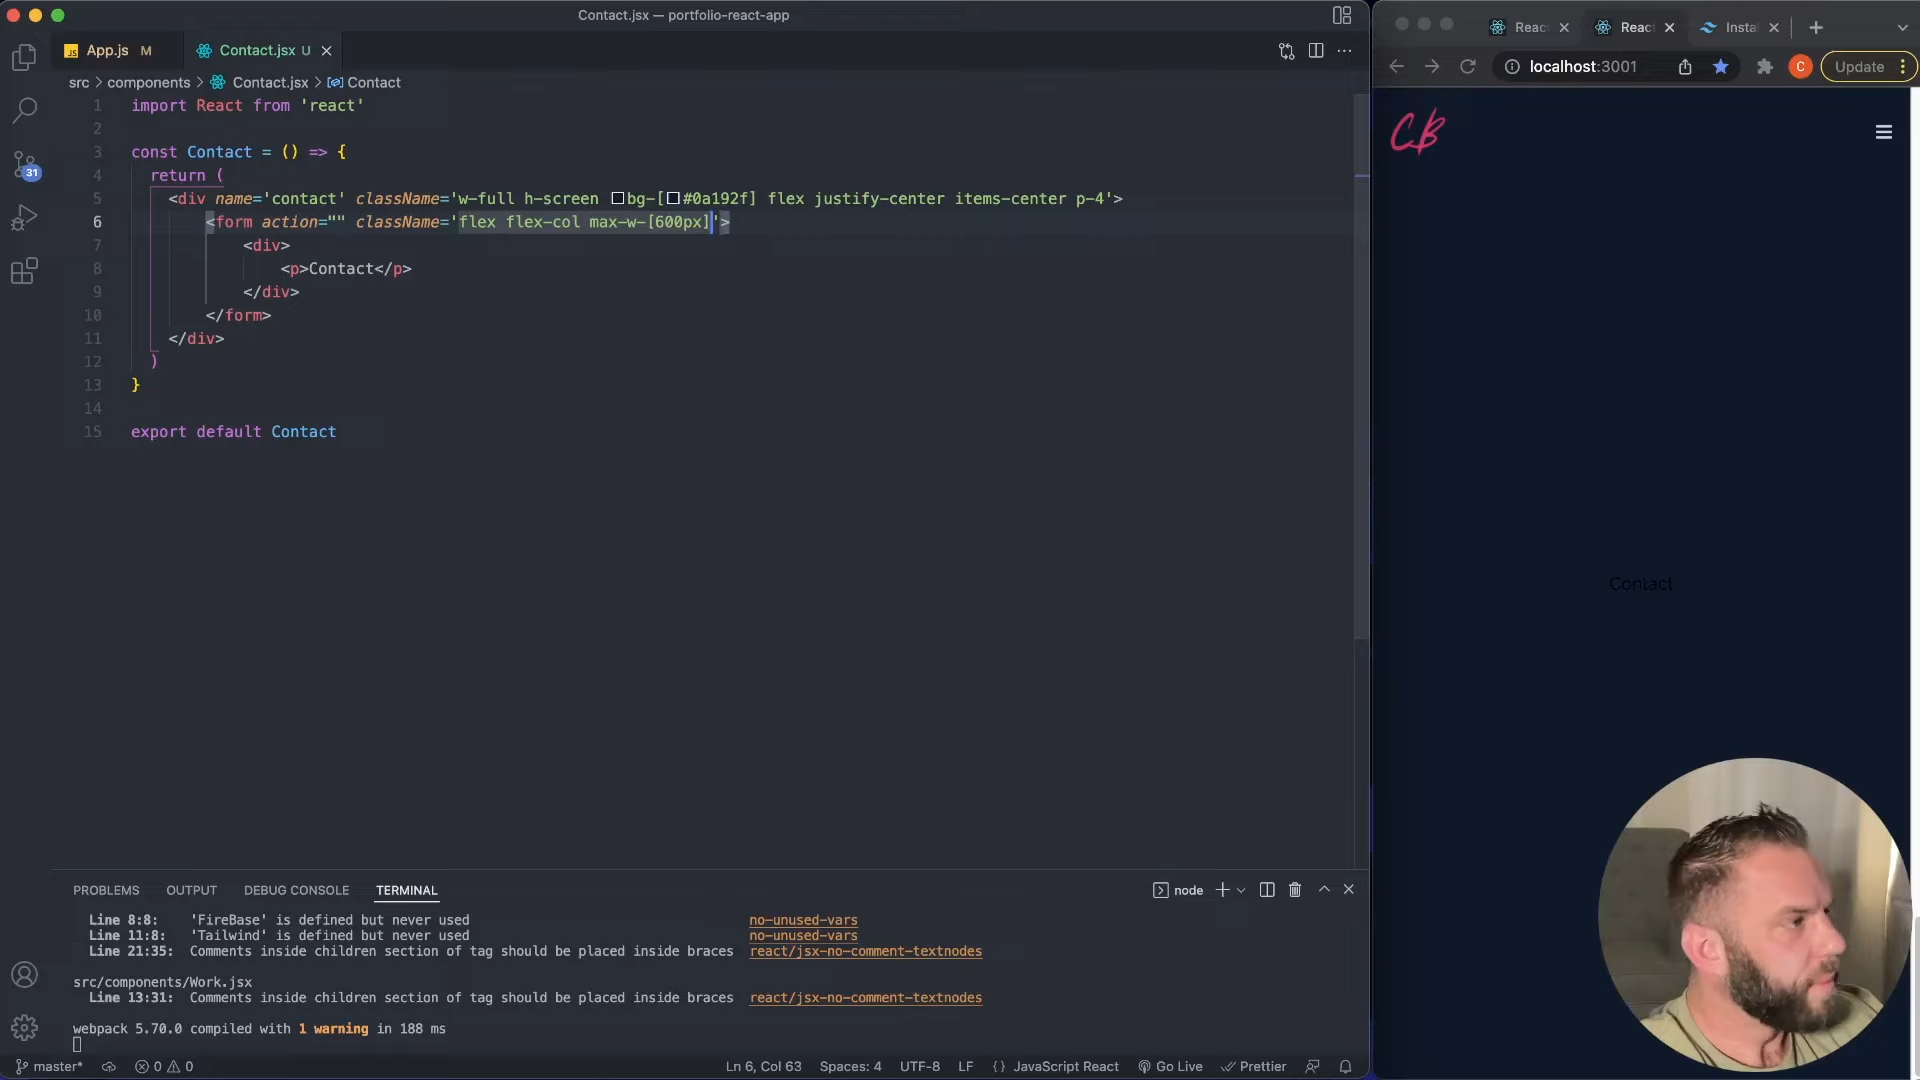 Contact.jsx — portfolio-react-app
App.js M
Contact.jsx U
src > components > Contact.jsx > Contact
1 import React from 'react'
2
3 const Contact = () => {
4 return (
5 <div name='contact' className='w-full h-screen bg-[#0a192f] flex justify-center items-center p-4'>
6 <form action="" className='flex flex-col max-w-[600px]'>
7 <div>
8 <p>Contact</p>
9 </div>
10 </form>
11 </div>
12 )
13 }
14
15 export default Contact
31
PROBLEMS OUTPUT DEBUG CONSOLE TERMINAL
node
Line 8:8: 'FireBase' is defined but never used no-unused-vars
Line 11:8: 'Tailwind' is defined but never used no-unused-vars
Line 21:35: Comments inside children section of tag should be placed inside braces react/jsx-no-comment-textnodes
src/components/Work.jsx
Line 13:31: Comments inside children section of tag should be placed inside braces react/jsx-no-comment-textnodes
webpack 5.70.0 compiled with 1 warning in 188 ms
master* 0 0 Ln 6, Col 63 Spaces: 4 UTF-8 LF {} JavaScript React Go Live Prettier
React
React
Insta
localhost:3001
C
Update
CB
Contact